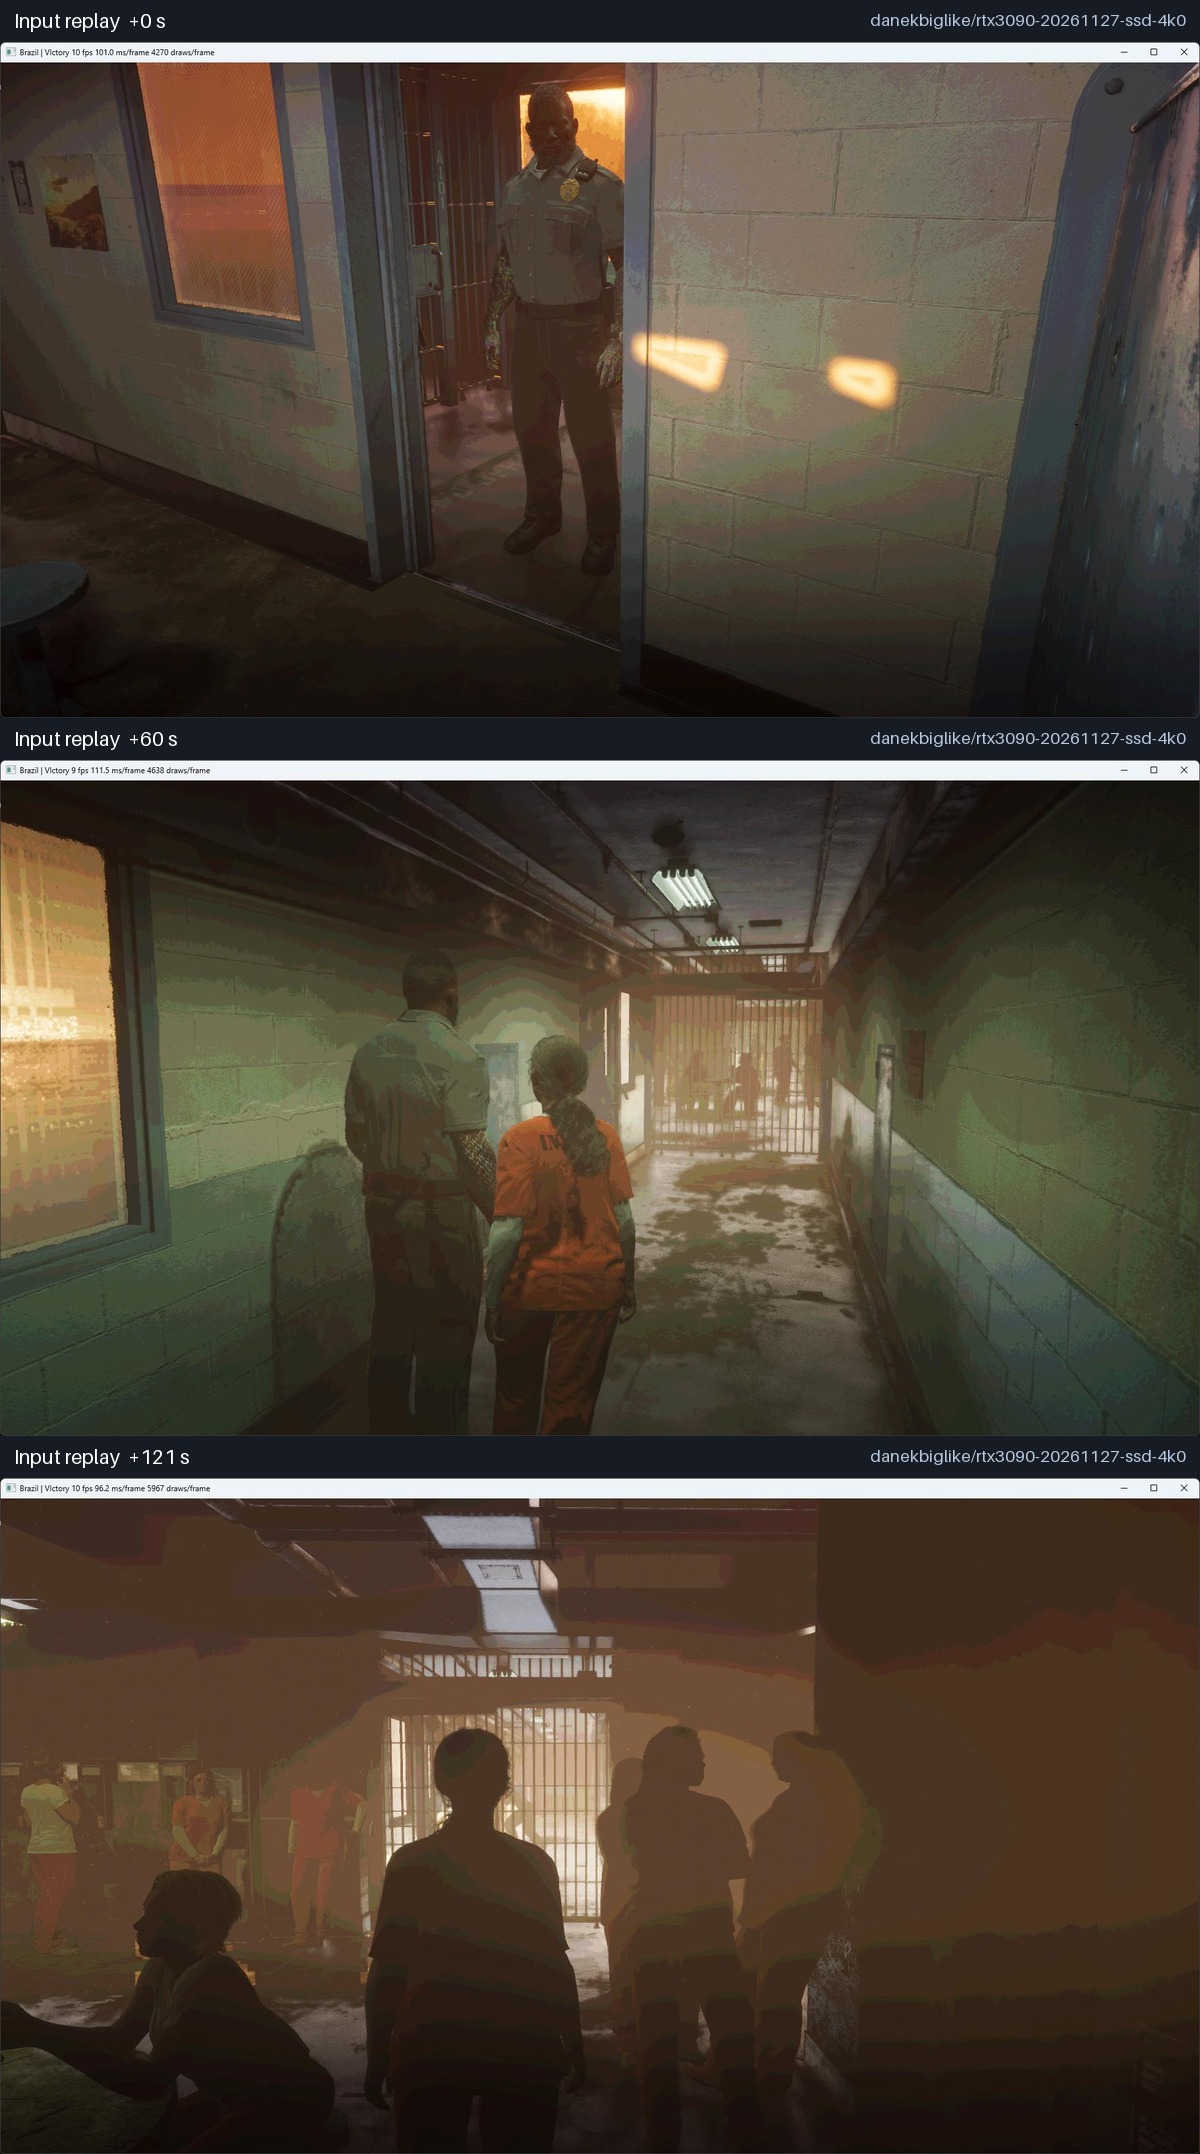 Input replay +0 s
danekbiglike/rtx3090-20261127-ssd-4k0
Brazil | VIctory 10 fps 101.0 ms/frame 4270 draws/frame
A101
Input replay +60 s
danekbiglike/rtx3090-20261127-ssd-4k0
Brazil | VIctory 9 fps 111.5 ms/frame 4638 draws/frame
Input replay +121 s
danekbiglike/rtx3090-20261127-ssd-4k0
Brazil | VIctory 10 fps 96.2 ms/frame 5967 draws/frame